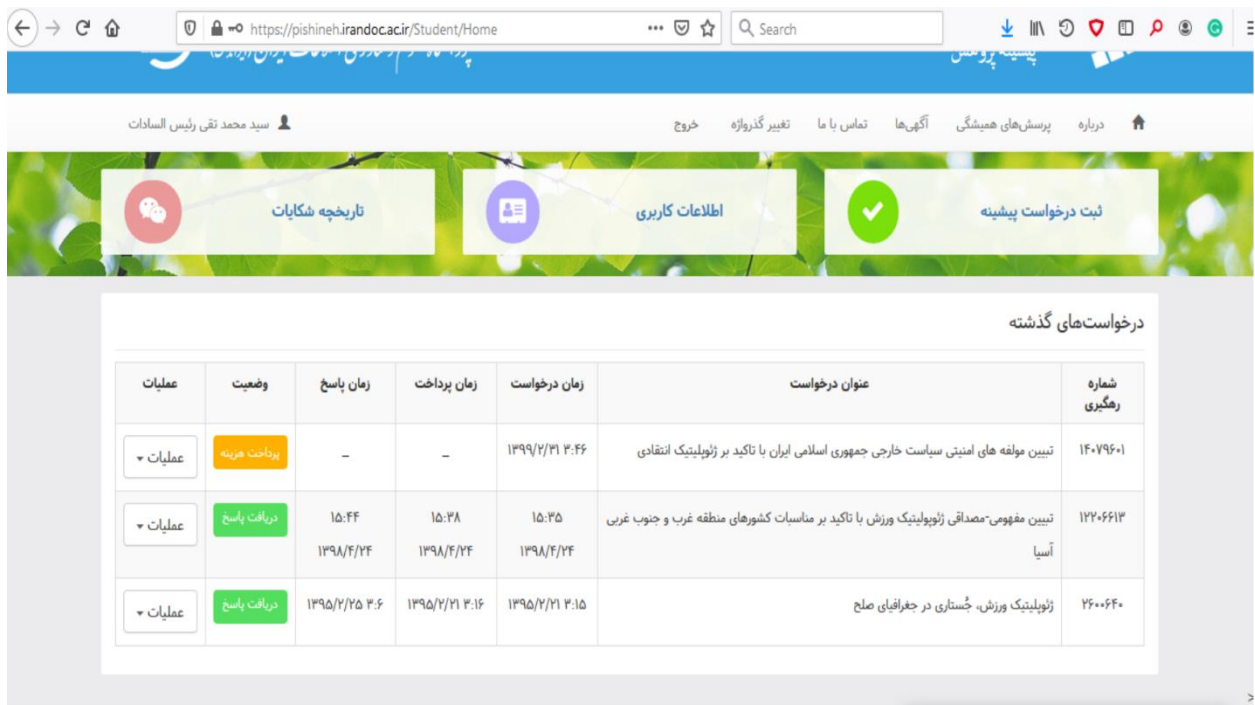 https://pishineh.irandoc.ac.ir/Student/Home
Search
پیشینه پژوهش
درباره پرسش‌های همیشگی آگهی‌ها تماس با ما تغییر گذرواژه خروج
سید محمد تقی رئیس السادات
ثبت درخواست پیشینه
اطلاعات کاربری
تاریخچه شکایات
درخواست‌های گذشته
شماره رهگیری عنوان درخواست زمان درخواست زمان پرداخت زمان پاسخ وضعیت عملیات
۱۴۰۷۹۶۰۱ تبیین مولفه های امنیتی سیاست خارجی جمهوری اسلامی ایران با تاکید بر ژئوپلیتیک انتقادی ۱۳۹۹/۲/۳۱ ۳:۴۶ – – پرداخت هزینه عملیات
۱۲۲۰۶۶۱۳ تبیین مفهومی-مصداقی ژئوپولیتیک ورزش با تاکید بر مناسبات کشورهای منطقه غرب و جنوب غربی ۱۵:۳۵ ۱۵:۳۸ ۱۵:۴۴ دریافت پاسخ عملیات
آسیا ۱۳۹۸/۴/۲۴ ۱۳۹۸/۴/۲۴ ۱۳۹۸/۴/۲۴
۲۶۰۰۶۴۰ ژئوپلیتیک ورزش، جُستاری در جغرافیای صلح ۱۳۹۵/۲/۲۱ ۳:۱۵ ۱۳۹۵/۲/۲۱ ۳:۱۶ ۱۳۹۵/۲/۲۵ ۳:۶ دریافت پاسخ عملیات